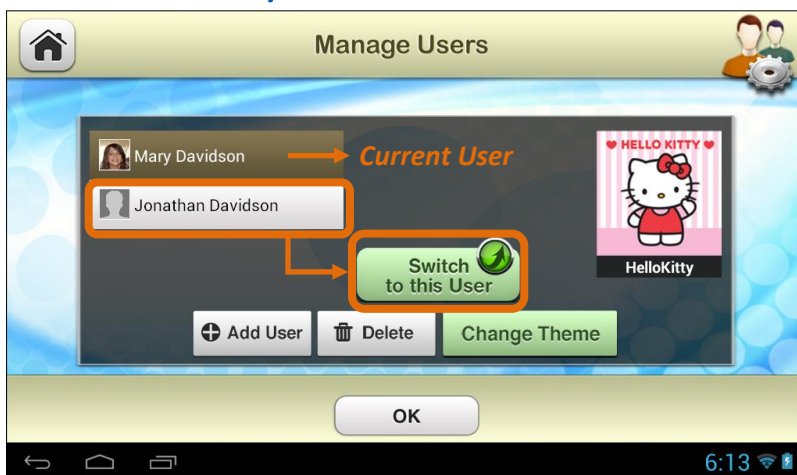 Manage Users
Mary Davidson
Current User
Jonathan Davidson
HELLO KITTY
HelloKitty
Switch
to this User
Add User
Delete
Change Theme
OK
6:13